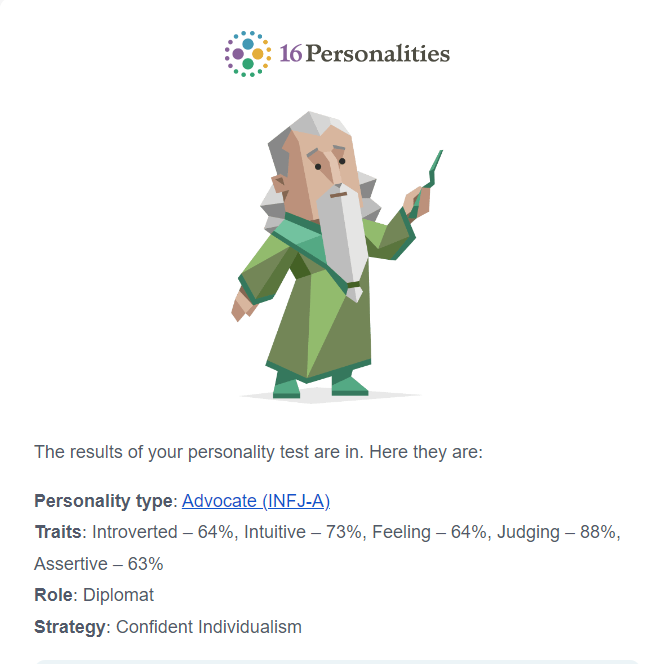 16Personalities
The results of your personality test are in. Here they are:
Personality type: Advocate (INFJ-A)
Traits: Introverted – 64%, Intuitive – 73%, Feeling – 64%, Judging – 88%,
Assertive – 63%
Role: Diplomat
Strategy: Confident Individualism